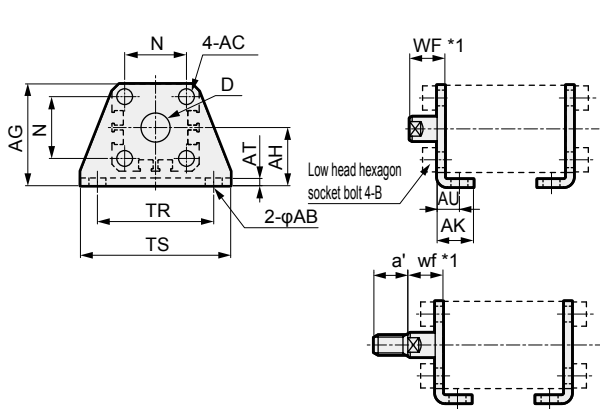 N
4-AC
D
AG
N
AT
AH
TR
2-φAB
TS
WF *1
Low head hexagon
socket bolt 4-B
AU
AK
a' wf *1